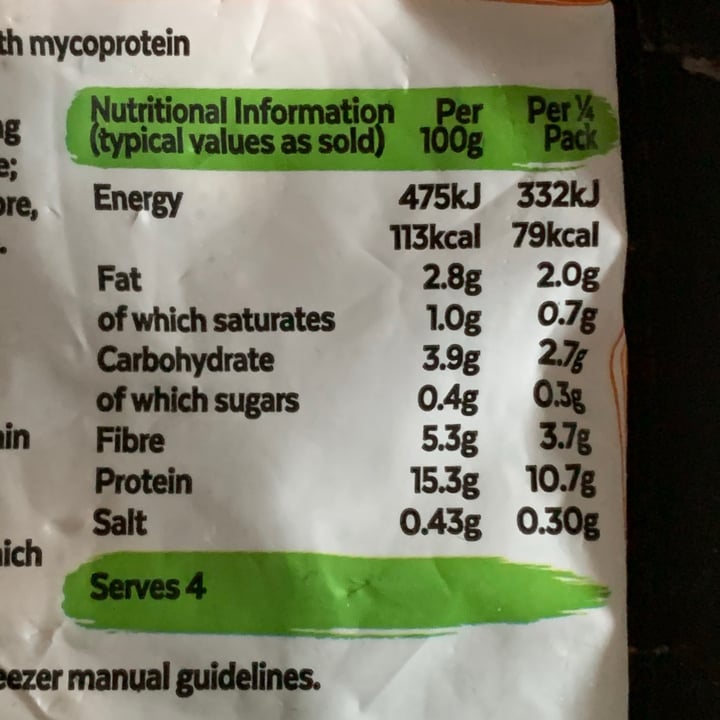 th mycoprotein
Nutritional Information Per Per ¼
(typical values as sold) 100g Pack
Energy 475kJ 332kJ
113kcal 79kcal
Fat 2.8g 2.0g
of which saturates 1.0g 0.7g
Carbohydrate 3.9g 2.7g
of which sugars 0.4g 0.3g
Fibre 5.3g 3.7g
Protein 15.3g 10.7g
Salt 0.43g 0.30g
Serves 4
eezer manual guidelines.